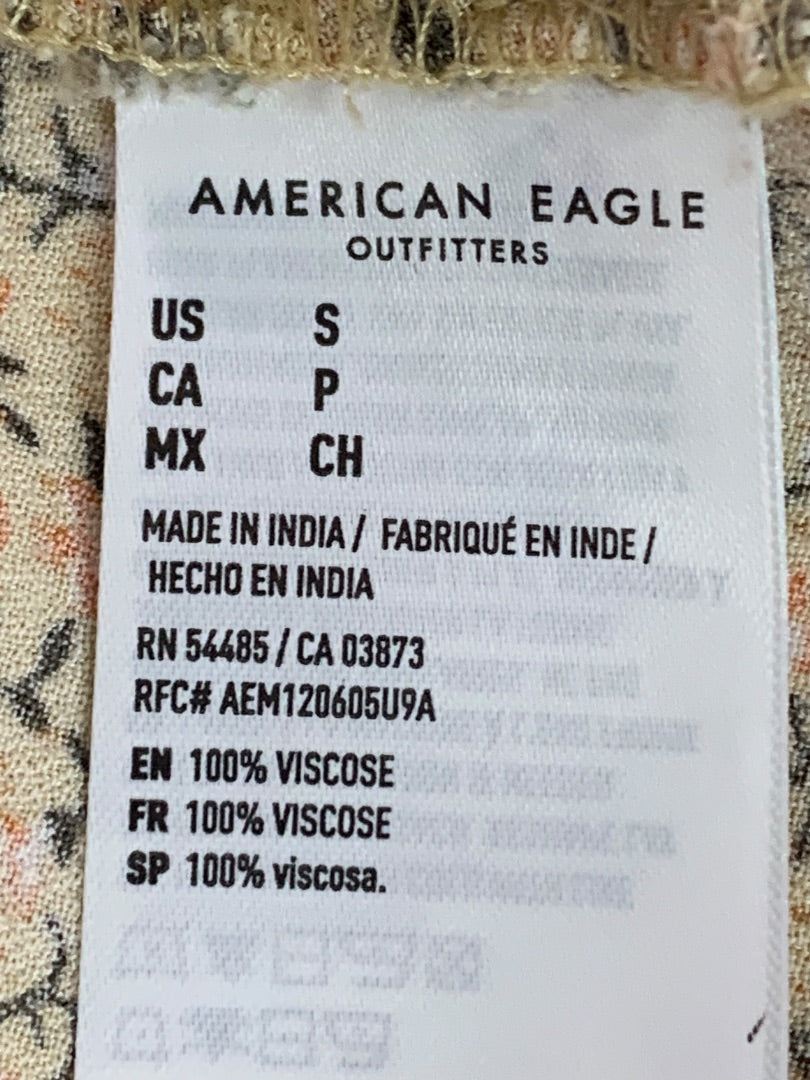 AMERICAN EAGLE
OUTFITTERS
US S
CA P
MX CH
MADE IN INDIA / FABRIQUÉ EN INDE /
HECHO EN INDIA
RN 54485 / CA 03873
RFC# AEM120605U9A
EN 100% VISCOSE
FR 100% VISCOSE
SP 100% viscosa.